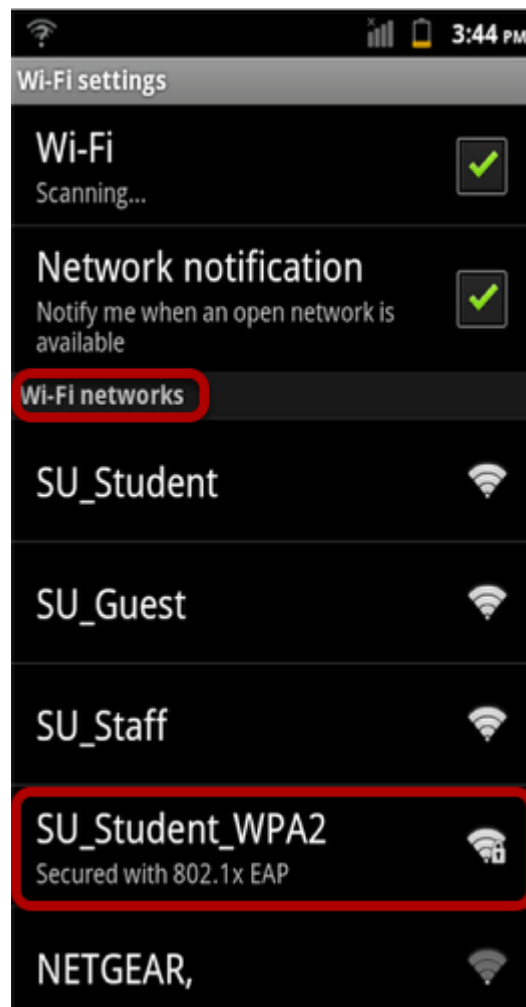 3:44 PM
Wi-Fi settings
Wi-Fi
Scanning...
Network notification
Notify me when an open network is
available
Wi-Fi networks
SU_Student
SU_Guest
SU_Staff
SU_Student_WPA2
Secured with 802.1x EAP
NETGEAR,